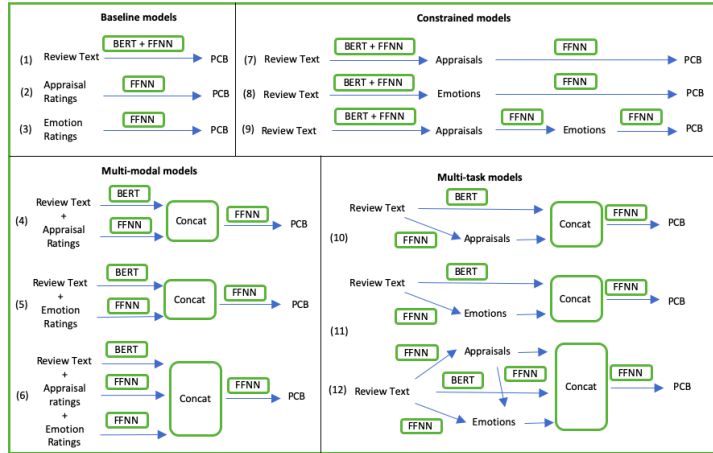 Baseline models
BERT + FFNN
(1) Review Text PCB
FFNN
(2) Appraisal
Ratings
PCB
FFNN
(3) Emotion
Ratings
PCB
Constrained models
BERT + FFNN FFNN
(7) Review Text Appraisals PCB
BERT + FFNN FFNN
(8) Review Text Emotions PCB
BERT + FFNN FFNN FFNN
(9) Review Text Appraisals Emotions PCB
Multi-modal models
BERT
(4) Review Text
+
Appraisal
Ratings
FFNN
Concat
FFNN
PCB
BERT
(5) Review Text
+
Emotion
Ratings
FFNN
Concat
FFNN
PCB
BERT
(6) Review Text
+
Appraisal
ratings
+
Emotion
Ratings
FFNN
FFNN
Concat
FFNN
PCB
Multi-task models
BERT
Review Text
(10)
FFNN
Appraisals
Concat
FFNN
PCB
BERT
Review Text
(11)
FFNN
Emotions
Concat
FFNN
PCB
FFNN
Appraisals
BERT
FFNN
(12) Review Text
FFNN
Emotions
Concat
FFNN
PCB